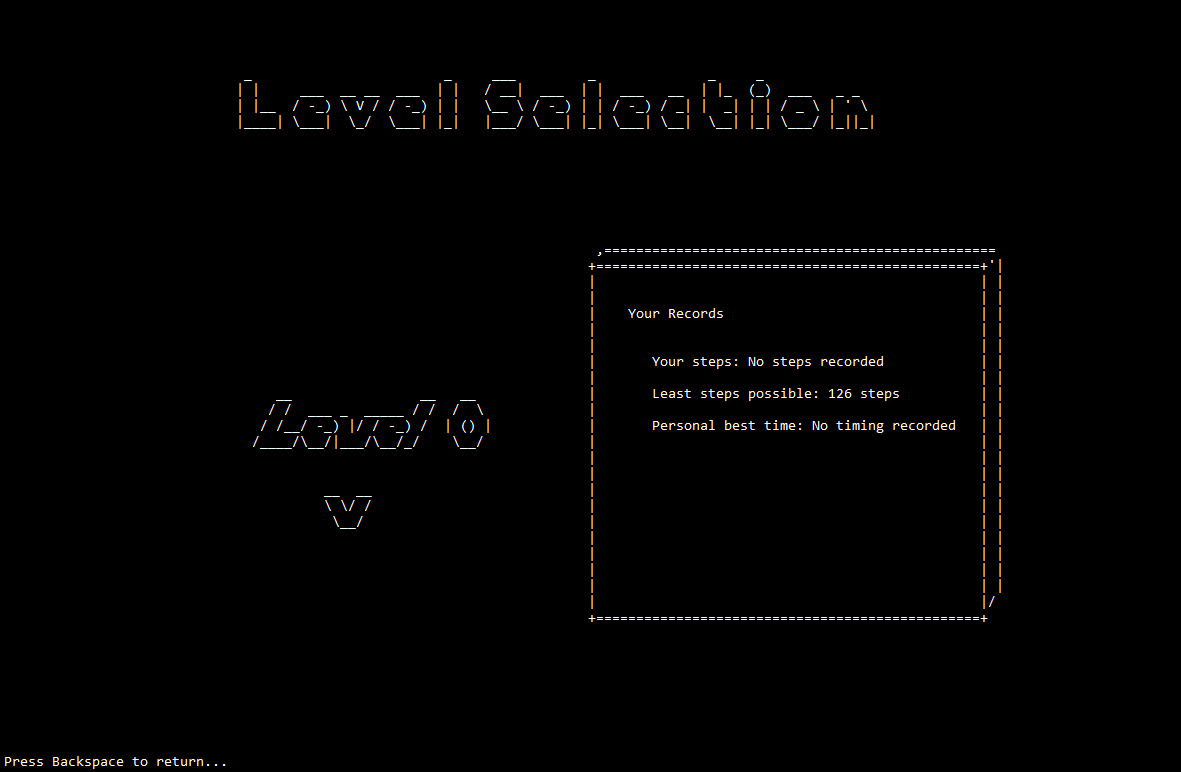 Level Selection
Level 0
Your Records
Your steps: No steps recorded
Least steps possible: 126 steps
Personal best time: No timing recorded
Press Backspace to return...